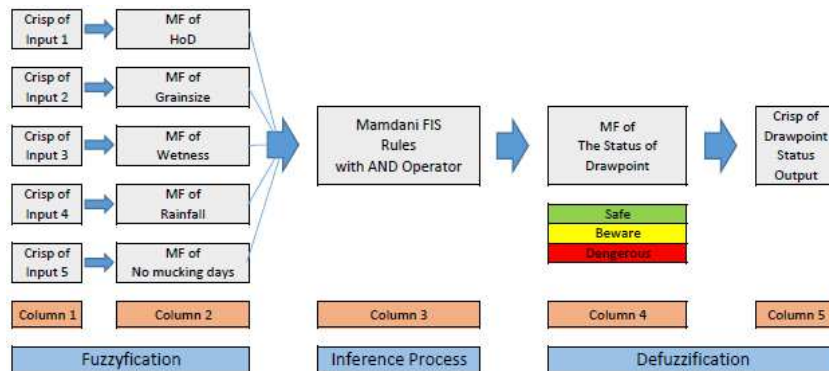 Crisp of
Input 1
MF of
HoD
Crisp of
Input 2
MF of
Grainsize
Crisp of
Input 3
MF of
Wetness
Crisp of
Input 4
MF of
Rainfall
Crisp of
Input 5
MF of
No mucking days
Mamdani FIS
Rules
with AND Operator
MF of
The Status of
Drawpoint
Safe
Beware
Dangerous
Crisp of
Drawpoint
Status
Output
Column 1
Column 2
Column 3
Column 4
Column 5
Fuzzyfication
Inference Process
Defuzzification